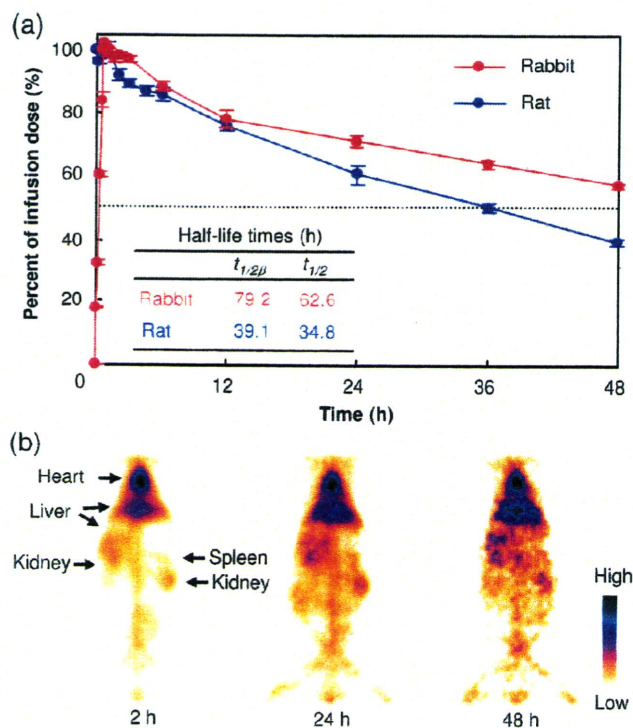 (a)
Percent of infusion dose (%)
100
80
60
40
20
0
Rabbit
Rat
Half-life times (h)
t1/2β t1/2
Rabbit 79.2 62.6
Rat 39.1 34.8
0 12 24 36 48
Time (h)
(b)
Heart
Liver
Kidney
Spleen
Kidney
High
Low
2 h 24 h 48 h